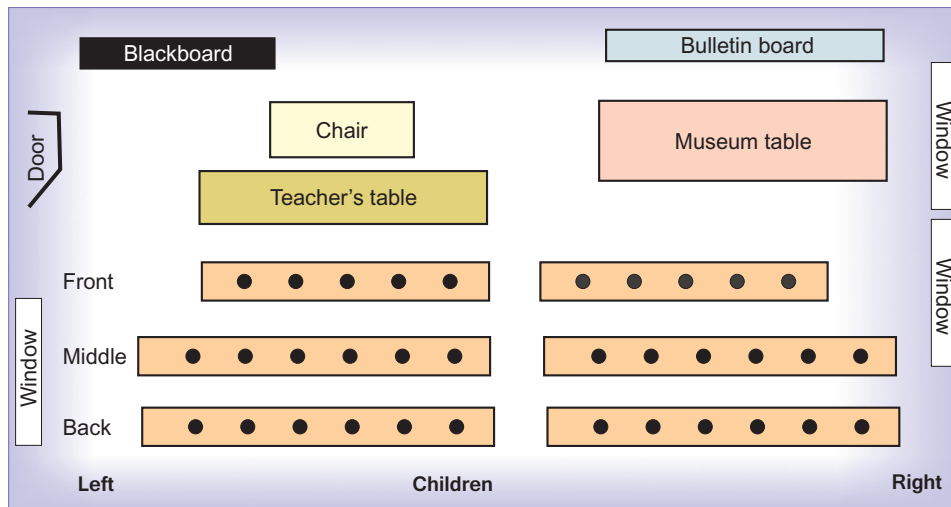 Blackboard
Bulletin board
Door
Chair
Museum table
Window
Teacher's table
Window
Front
Window
Middle
Back
Left
Children
Right